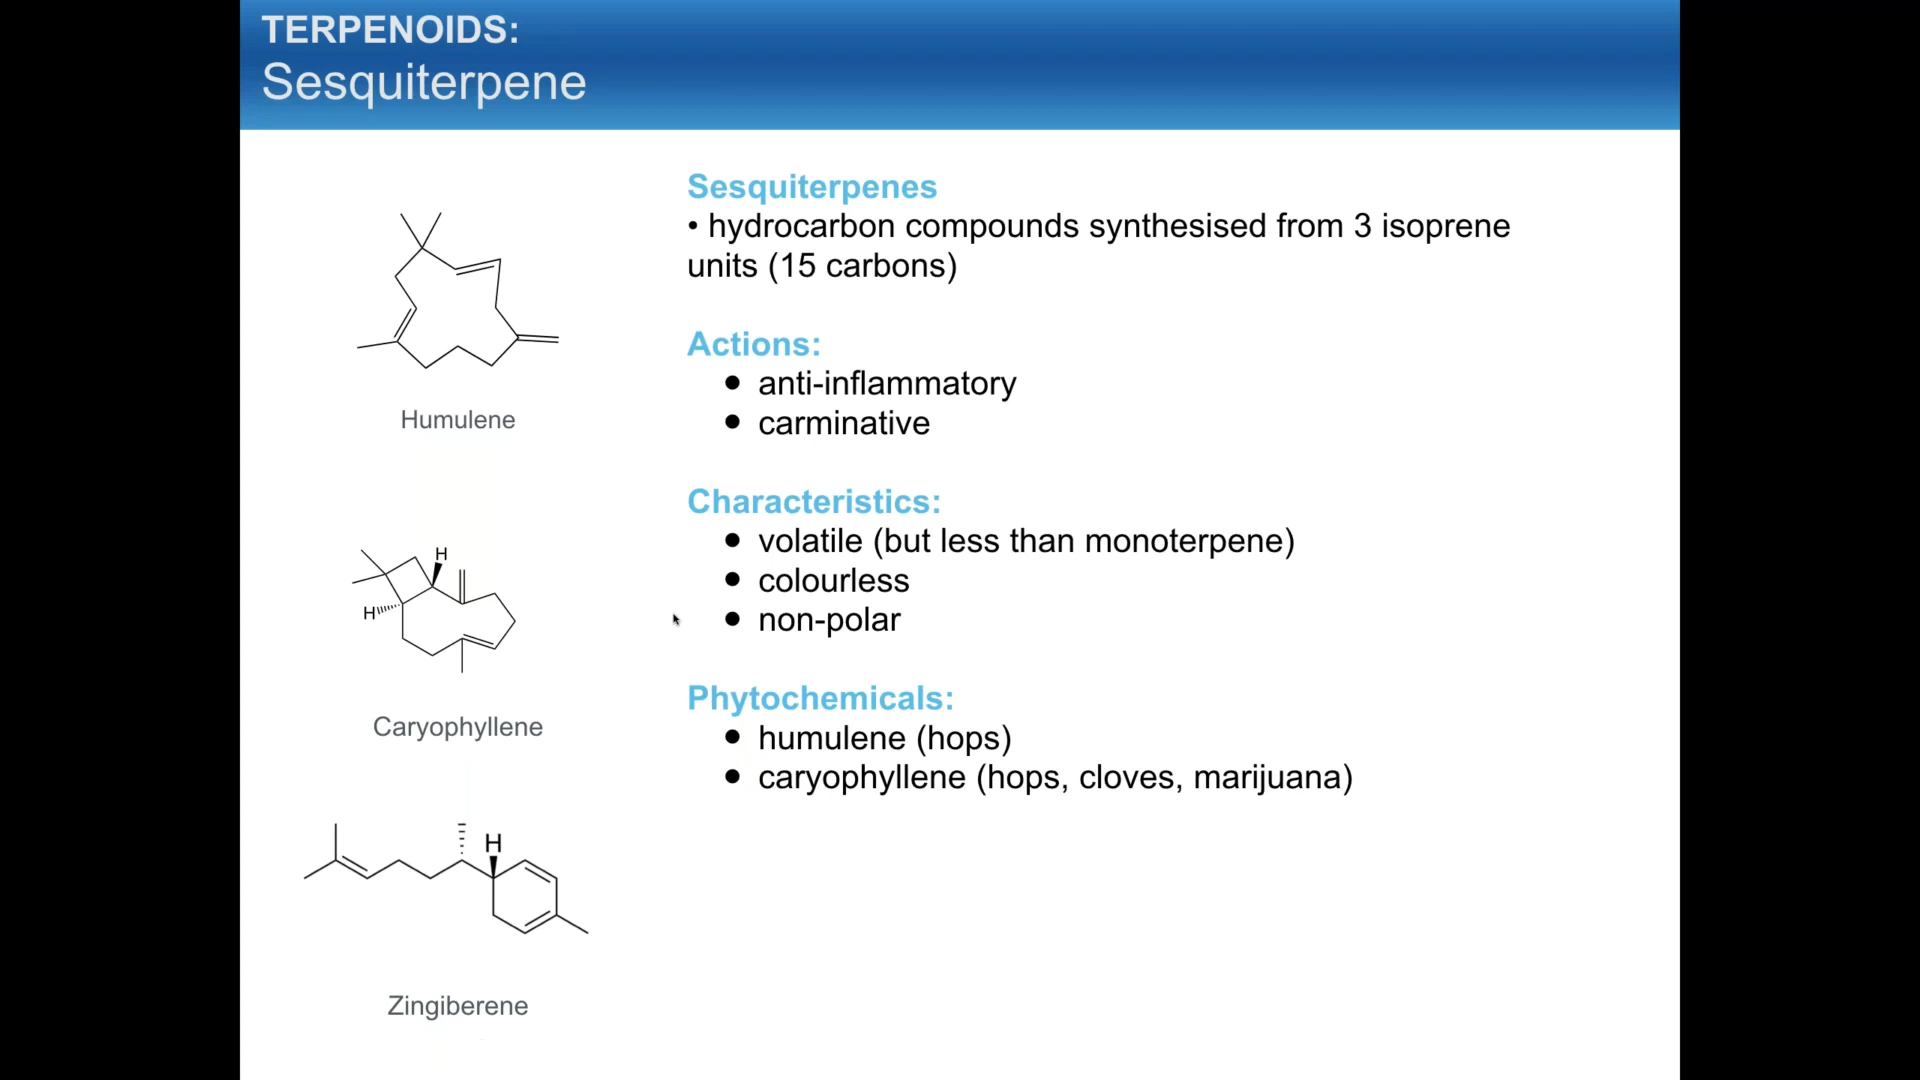 TERPENOIDS:
Sesquiterpene
Sesquiterpenes
• hydrocarbon compounds synthesised from 3 isoprene
units (15 carbons)
Actions:
● anti-inflammatory
● carminative
Characteristics:
● volatile (but less than monoterpene)
● colourless
● non-polar
Phytochemicals:
● humulene (hops)
● caryophyllene (hops, cloves, marijuana)
Humulene
H
H
Caryophyllene
H
Zingiberene